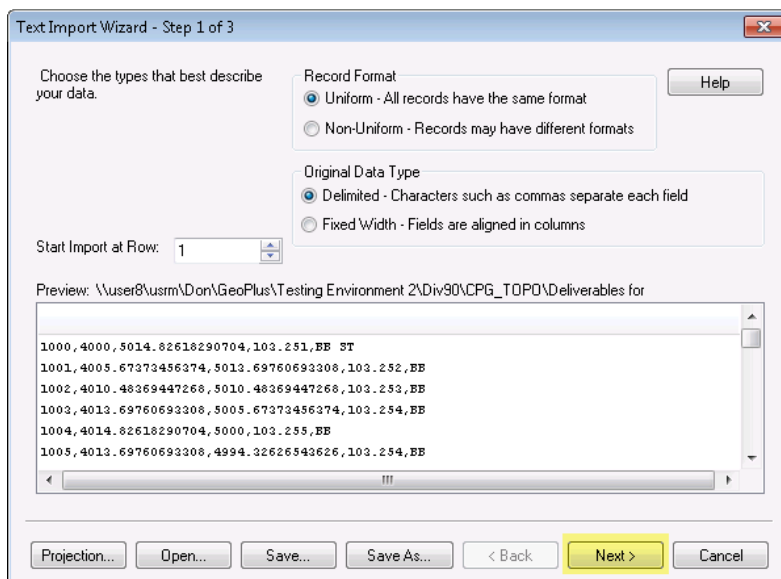 Text Import Wizard - Step 1 of 3
Choose the types that best describe
your data.
Record Format
Uniform - All records have the same format
Non-Uniform - Records may have different formats
Help
Original Data Type
Delimited - Characters such as commas separate each field
Fixed Width - Fields are aligned in columns
Start Import at Row: 1
Preview: \\user8\usrm\Don\GeoPlus\Testing Environment 2\Div90\CPG_TOPO\Deliverables for
1000,4000,5014.82618290704,103.251,BB ST
1001,4005.67373456374,5013.69760693308,103.252,BB
1002,4010.48369447268,5010.48369447268,103.253,BB
1003,4013.69760693308,5005.67373456374,103.254,BB
1004,4014.82618290704,5000,103.255,BB
1005,4013.69760693308,4994.32626543626,103.254,BB
Projection... Open... Save... Save As... < Back Next > Cancel